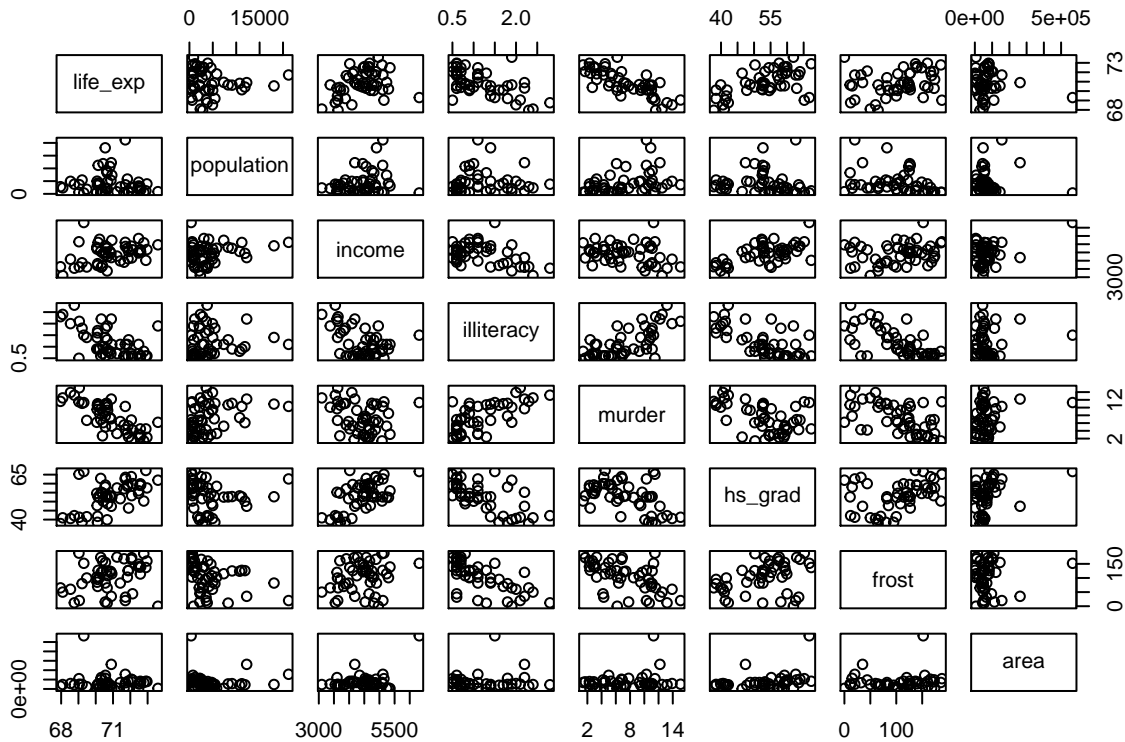 0 15000 0.5 2.0 40 55 0e+00 5e+05
life_exp
68 73
population
0
income
3000
illiteracy
0.5
murder
2 12
hs_grad
40 65
frost
0 150
area
0e+00
68 71 3000 5500 2 8 14 0 100